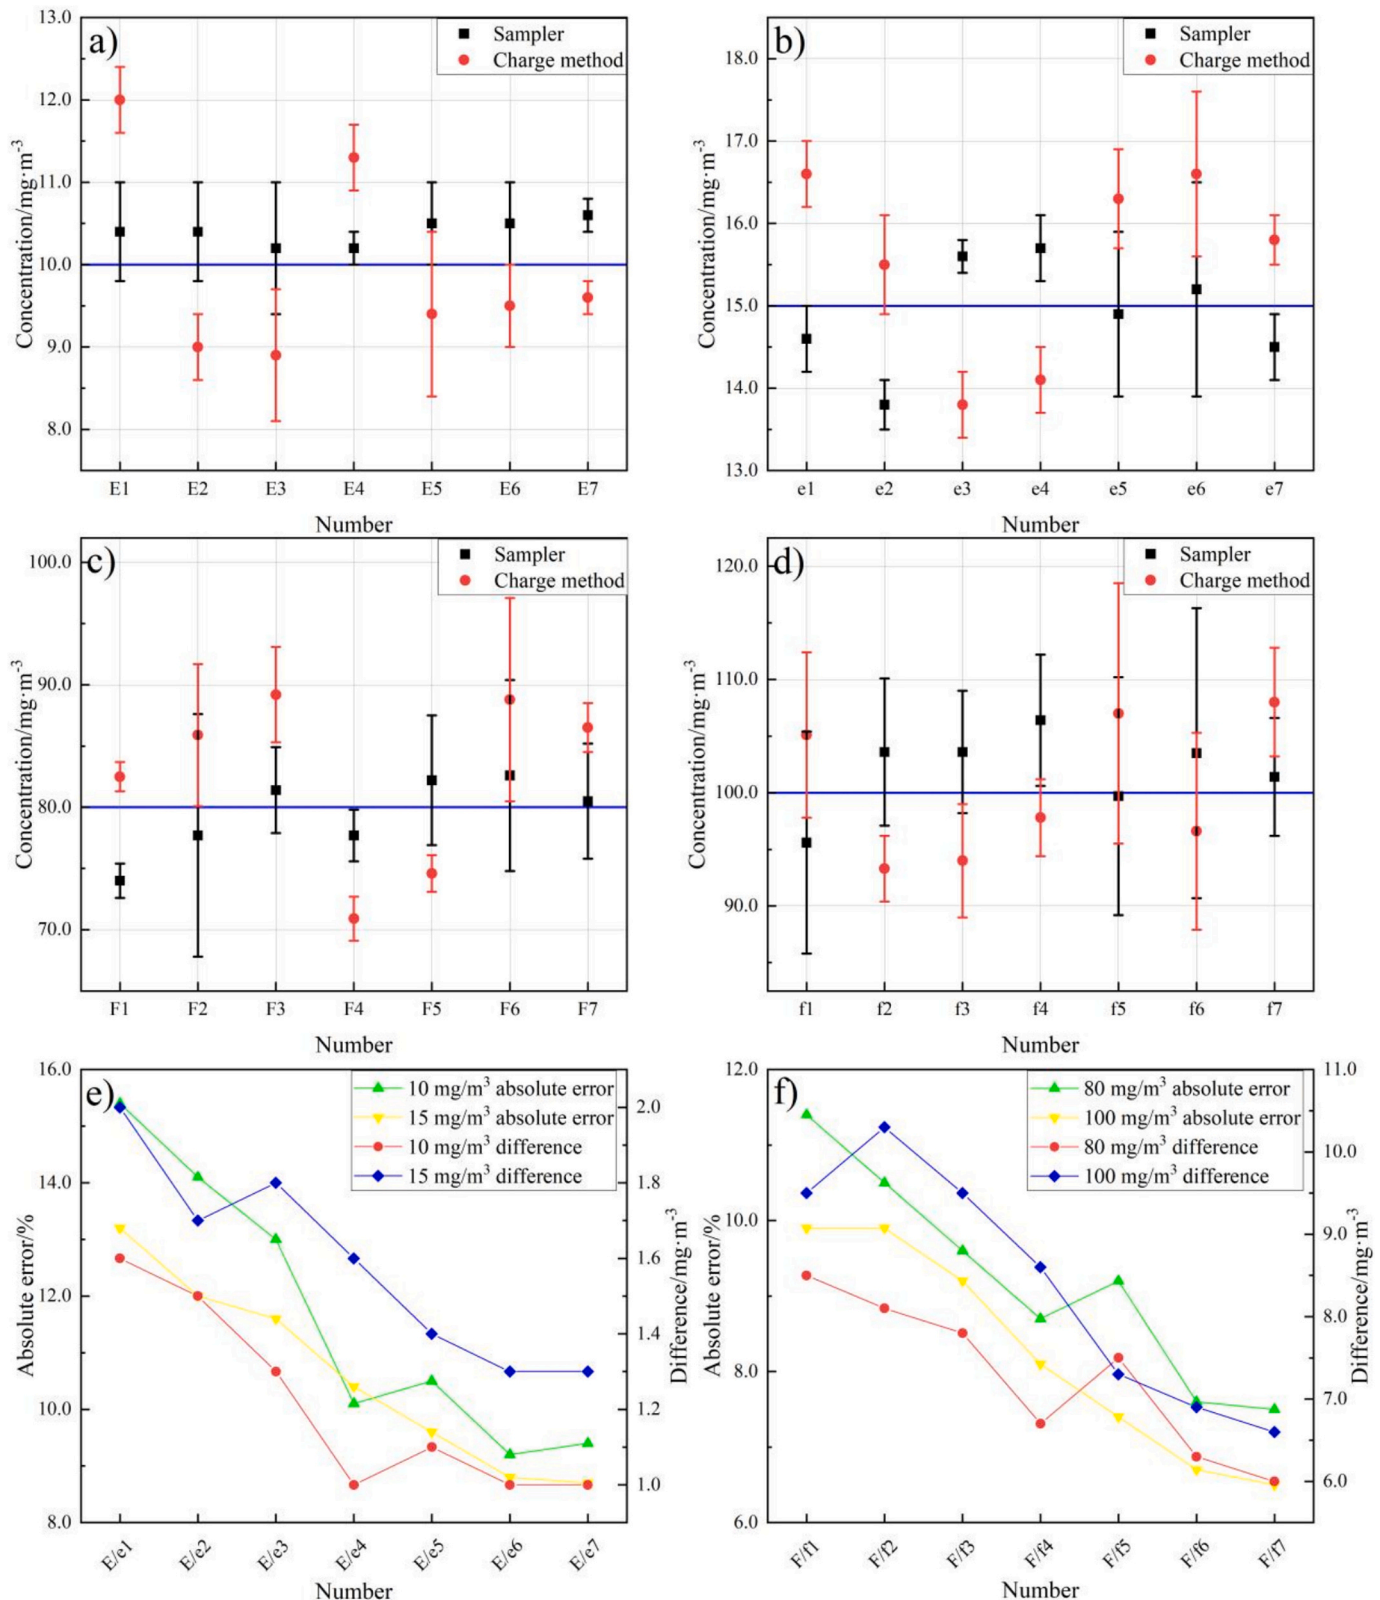 a)
Sampler
Charge method
13.0
12.0
11.0
10.0
9.0
8.0
Concentration/mg·m⁻³
E1 E2 E3 E4 E5 E6 E7
Number
b)
Sampler
Charge method
18.0
17.0
16.0
15.0
14.0
13.0
Concentration/mg·m⁻³
e1 e2 e3 e4 e5 e6 e7
Number
c)
Sampler
Charge method
100.0
90.0
80.0
70.0
Concentration/mg·m⁻³
F1 F2 F3 F4 F5 F6 F7
Number
d)
Sampler
Charge method
120.0
110.0
100.0
90.0
Concentration/mg·m⁻³
f1 f2 f3 f4 f5 f6 f7
Number
e)
10 mg/m³ absolute error
15 mg/m³ absolute error
10 mg/m³ difference
15 mg/m³ difference
16.0
14.0
12.0
10.0
8.0
Absolute error/%
2.0
1.8
1.6
1.4
1.2
1.0
Difference/mg·m⁻³
E/e1 E/e2 E/e3 E/e4 E/e5 E/e6 E/e7
Number
f)
80 mg/m³ absolute error
100 mg/m³ absolute error
80 mg/m³ difference
100 mg/m³ difference
12.0
10.0
8.0
6.0
Absolute error/%
11.0
10.0
9.0
8.0
7.0
6.0
Difference/mg·m⁻³
F/f1 F/f2 F/f3 F/f4 F/f5 F/f6 F/f7
Number